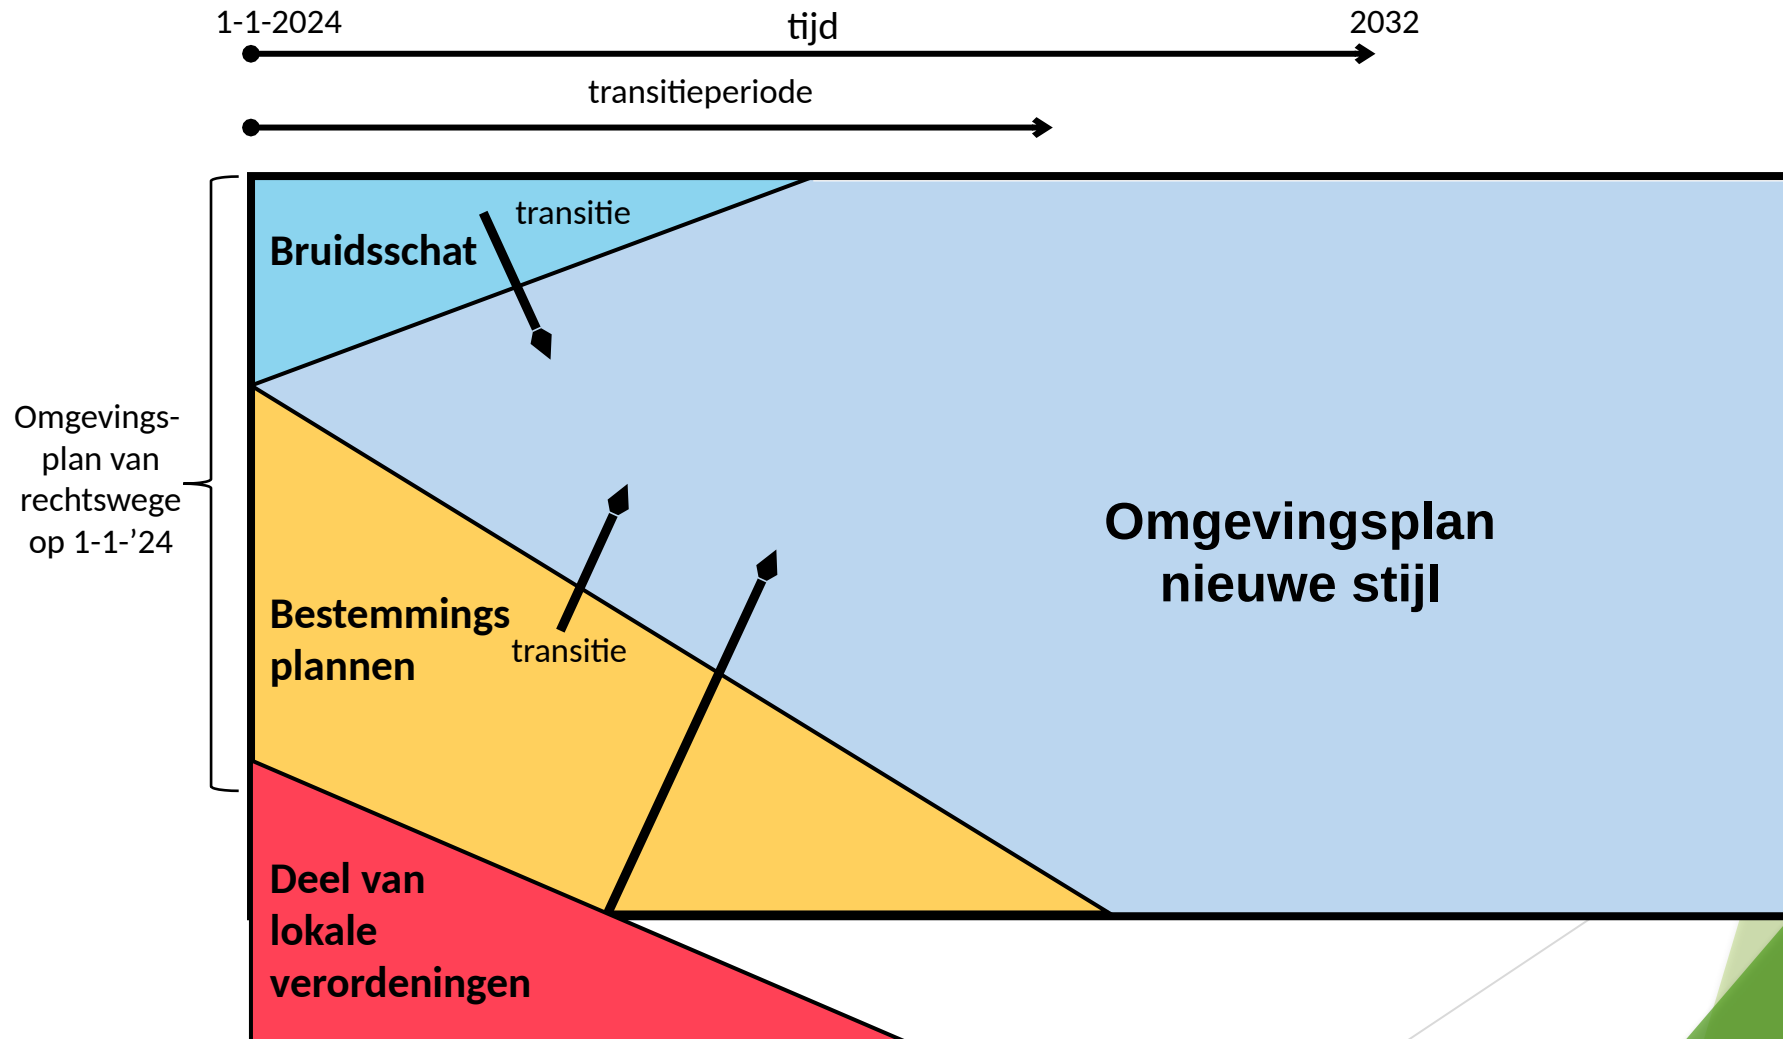 1-1-2024
tijd
2032
transitieperiode
transitie
Bruidsschat
Omgevings-
plan van
rechtswege
op 1-1-’24
Omgevingsplan
nieuwe stijl
Bestemmings
plannen
transitie
Deel van
lokale
verordeningen